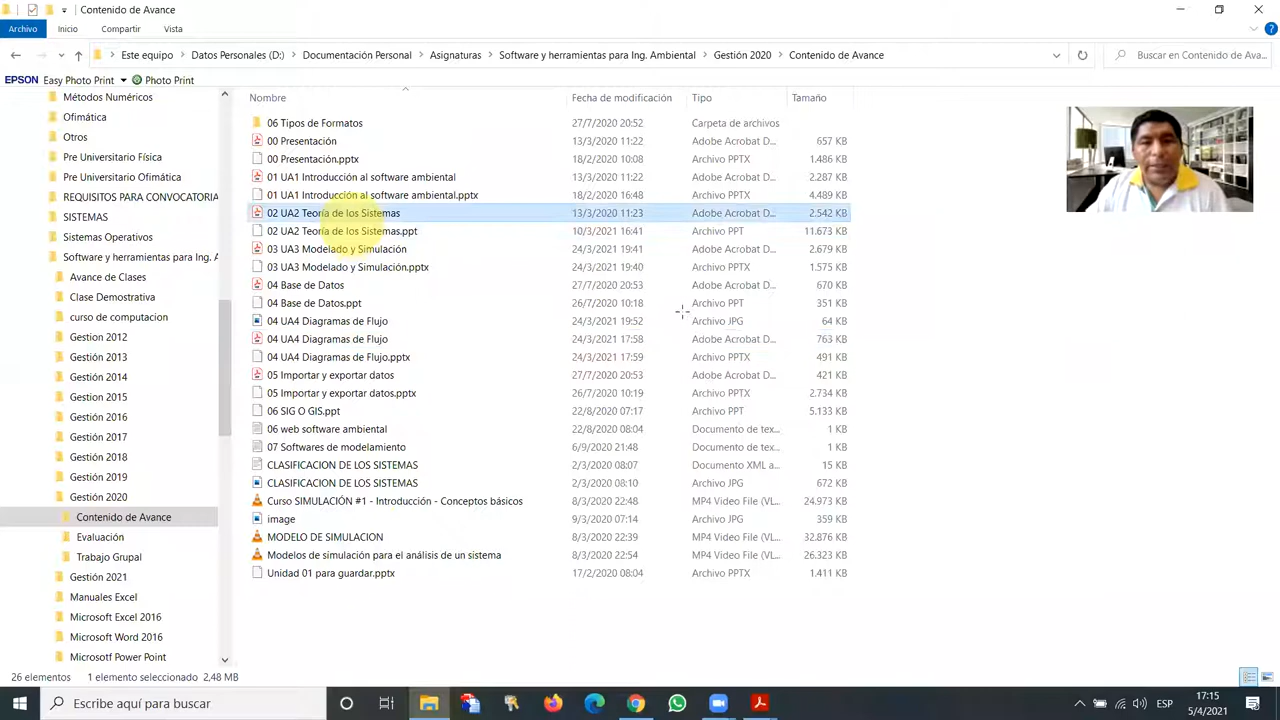 Contenido de Avance
Archivo Inicio Compartir Vista
Este equipo Datos Personales (D:) Documentación Personal Asignaturas Software y herramientas para Ing. Ambiental Gestión 2020 Contenido de Avance Buscar en Contenido de Ava...
EPSON Easy Photo Print Photo Print
Nombre Fecha de modificación Tipo Tamaño
Métodos Numéricos
Ofimática
Otros
Pre Universitario Física
Pre Universitario Ofimática
REQUISITOS PARA CONVOCATORIA
SISTEMAS
Sistemas Operativos
Software y herramientas para Ing. A
Avance de Clases
Clase Demostrativa
curso de computacion
Gestion 2012
Gestión 2013
Gestión 2014
Gestión 2015
Gestión 2016
Gestión 2017
Gestión 2018
Gestión 2019
Gestión 2020
Contenido de Avance
Evaluación
Trabajo Grupal
Gestión 2021
Manuales Excel
Microsoft Excel 2016
Microsoft Word 2016
Micrisotf Power Point
06 Tipos de Formatos 27/7/2020 20:52 Carpeta de archivos
00 Presentación 13/3/2020 11:22 Adobe Acrobat D... 657 KB
00 Presentación.pptx 18/2/2020 10:08 Archivo PPTX 1.486 KB
01 UA1 Introducción al software ambiental 13/3/2020 11:22 Adobe Acrobat D... 2.287 KB
01 UA1 Introducción al software ambiental.pptx 18/2/2020 16:48 Archivo PPTX 4.489 KB
02 UA2 Teoría de los Sistemas 13/3/2020 11:23 Adobe Acrobat D... 2.542 KB
02 UA2 Teoría de los Sistemas.ppt 10/3/2021 16:41 Archivo PPT 11.673 KB
03 UA3 Modelado y Simulación 24/3/2021 19:41 Adobe Acrobat D... 2.679 KB
03 UA3 Modelado y Simulación.pptx 24/3/2021 19:40 Archivo PPTX 1.575 KB
04 Base de Datos 27/7/2020 20:53 Adobe Acrobat D... 670 KB
04 Base de Datos.ppt 26/7/2020 10:18 Archivo PPT 351 KB
04 UA4 Diagramas de Flujo 24/3/2021 19:52 Archivo JPG 64 KB
04 UA4 Diagramas de Flujo 24/3/2021 17:58 Adobe Acrobat D... 763 KB
04 UA4 Diagramas de Flujo.pptx 24/3/2021 17:59 Archivo PPTX 491 KB
05 Importar y exportar datos 27/7/2020 20:53 Adobe Acrobat D... 421 KB
05 Importar y exportar datos.pptx 26/7/2020 10:19 Archivo PPTX 2.734 KB
06 SIG O GIS.ppt 22/8/2020 07:17 Archivo PPT 5.133 KB
06 web software ambiental 22/8/2020 08:04 Documento de tex... 1 KB
07 Softwares de modelamiento 6/9/2020 21:48 Documento de tex... 1 KB
CLASIFICACION DE LOS SISTEMAS 2/3/2020 08:07 Documento XML a... 15 KB
CLASIFICACION DE LOS SISTEMAS 2/3/2020 08:10 Archivo JPG 672 KB
Curso SIMULACIÓN #1 - Introducción - Conceptos básicos 8/3/2020 22:48 MP4 Video File (VL... 24.973 KB
image 9/3/2020 07:14 Archivo JPG 359 KB
MODELO DE SIMULACION 8/3/2020 22:39 MP4 Video File (VL... 32.876 KB
Modelos de simulación para el análisis de un sistema 8/3/2020 22:54 MP4 Video File (VL... 26.323 KB
Unidad 01 para guardar.pptx 17/2/2020 08:04 Archivo PPTX 1.411 KB
26 elementos 1 elemento seleccionado 2,48 MB
Escribe aquí para buscar
ESP
17:15
5/4/2021